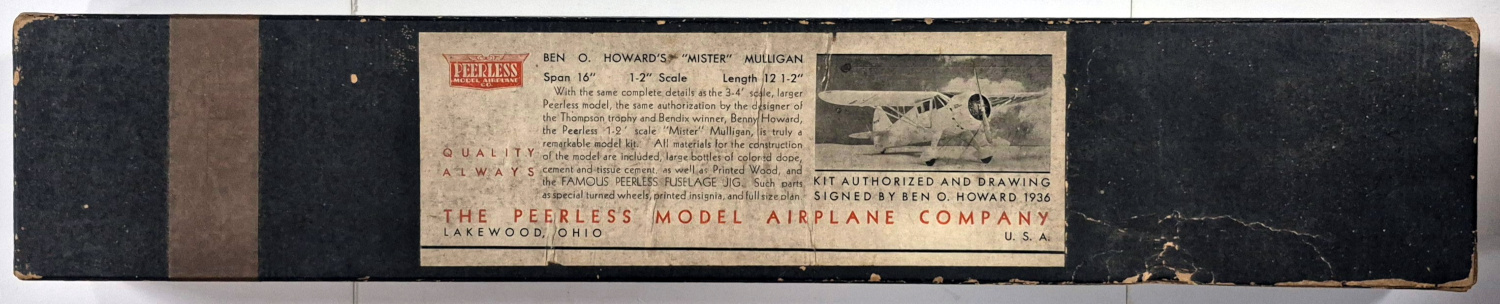 PEERLESS
MODEL AIRPLANE
CO.
QUALITY
ALWAYS
BEN O. HOWARD'S "MISTER" MULLIGAN
Span 16" 1-2" Scale Length 12 1-2"
With the same complete details as the 3-4" scale, larger
Peerless model, the same authorization by the designer of
the Thompson trophy and Bendix winner, Benny Howard,
the Peerless 1-2" scale "Mister" Mulligan, is truly a
remarkable model kit. All materials for the construction
of the model are included, large bottles of colored dope,
cement and tissue cement, as well as Printed Wood, and
the FAMOUS PEERLESS FUSELAGE JIG. Such parts
as special turned wheels, printed insignia, and full size plan.
KIT AUTHORIZED AND DRAWING
SIGNED BY BEN O. HOWARD 1936
THE PEERLESS MODEL AIRPLANE COMPANY
LAKEWOOD, OHIO
U. S. A.